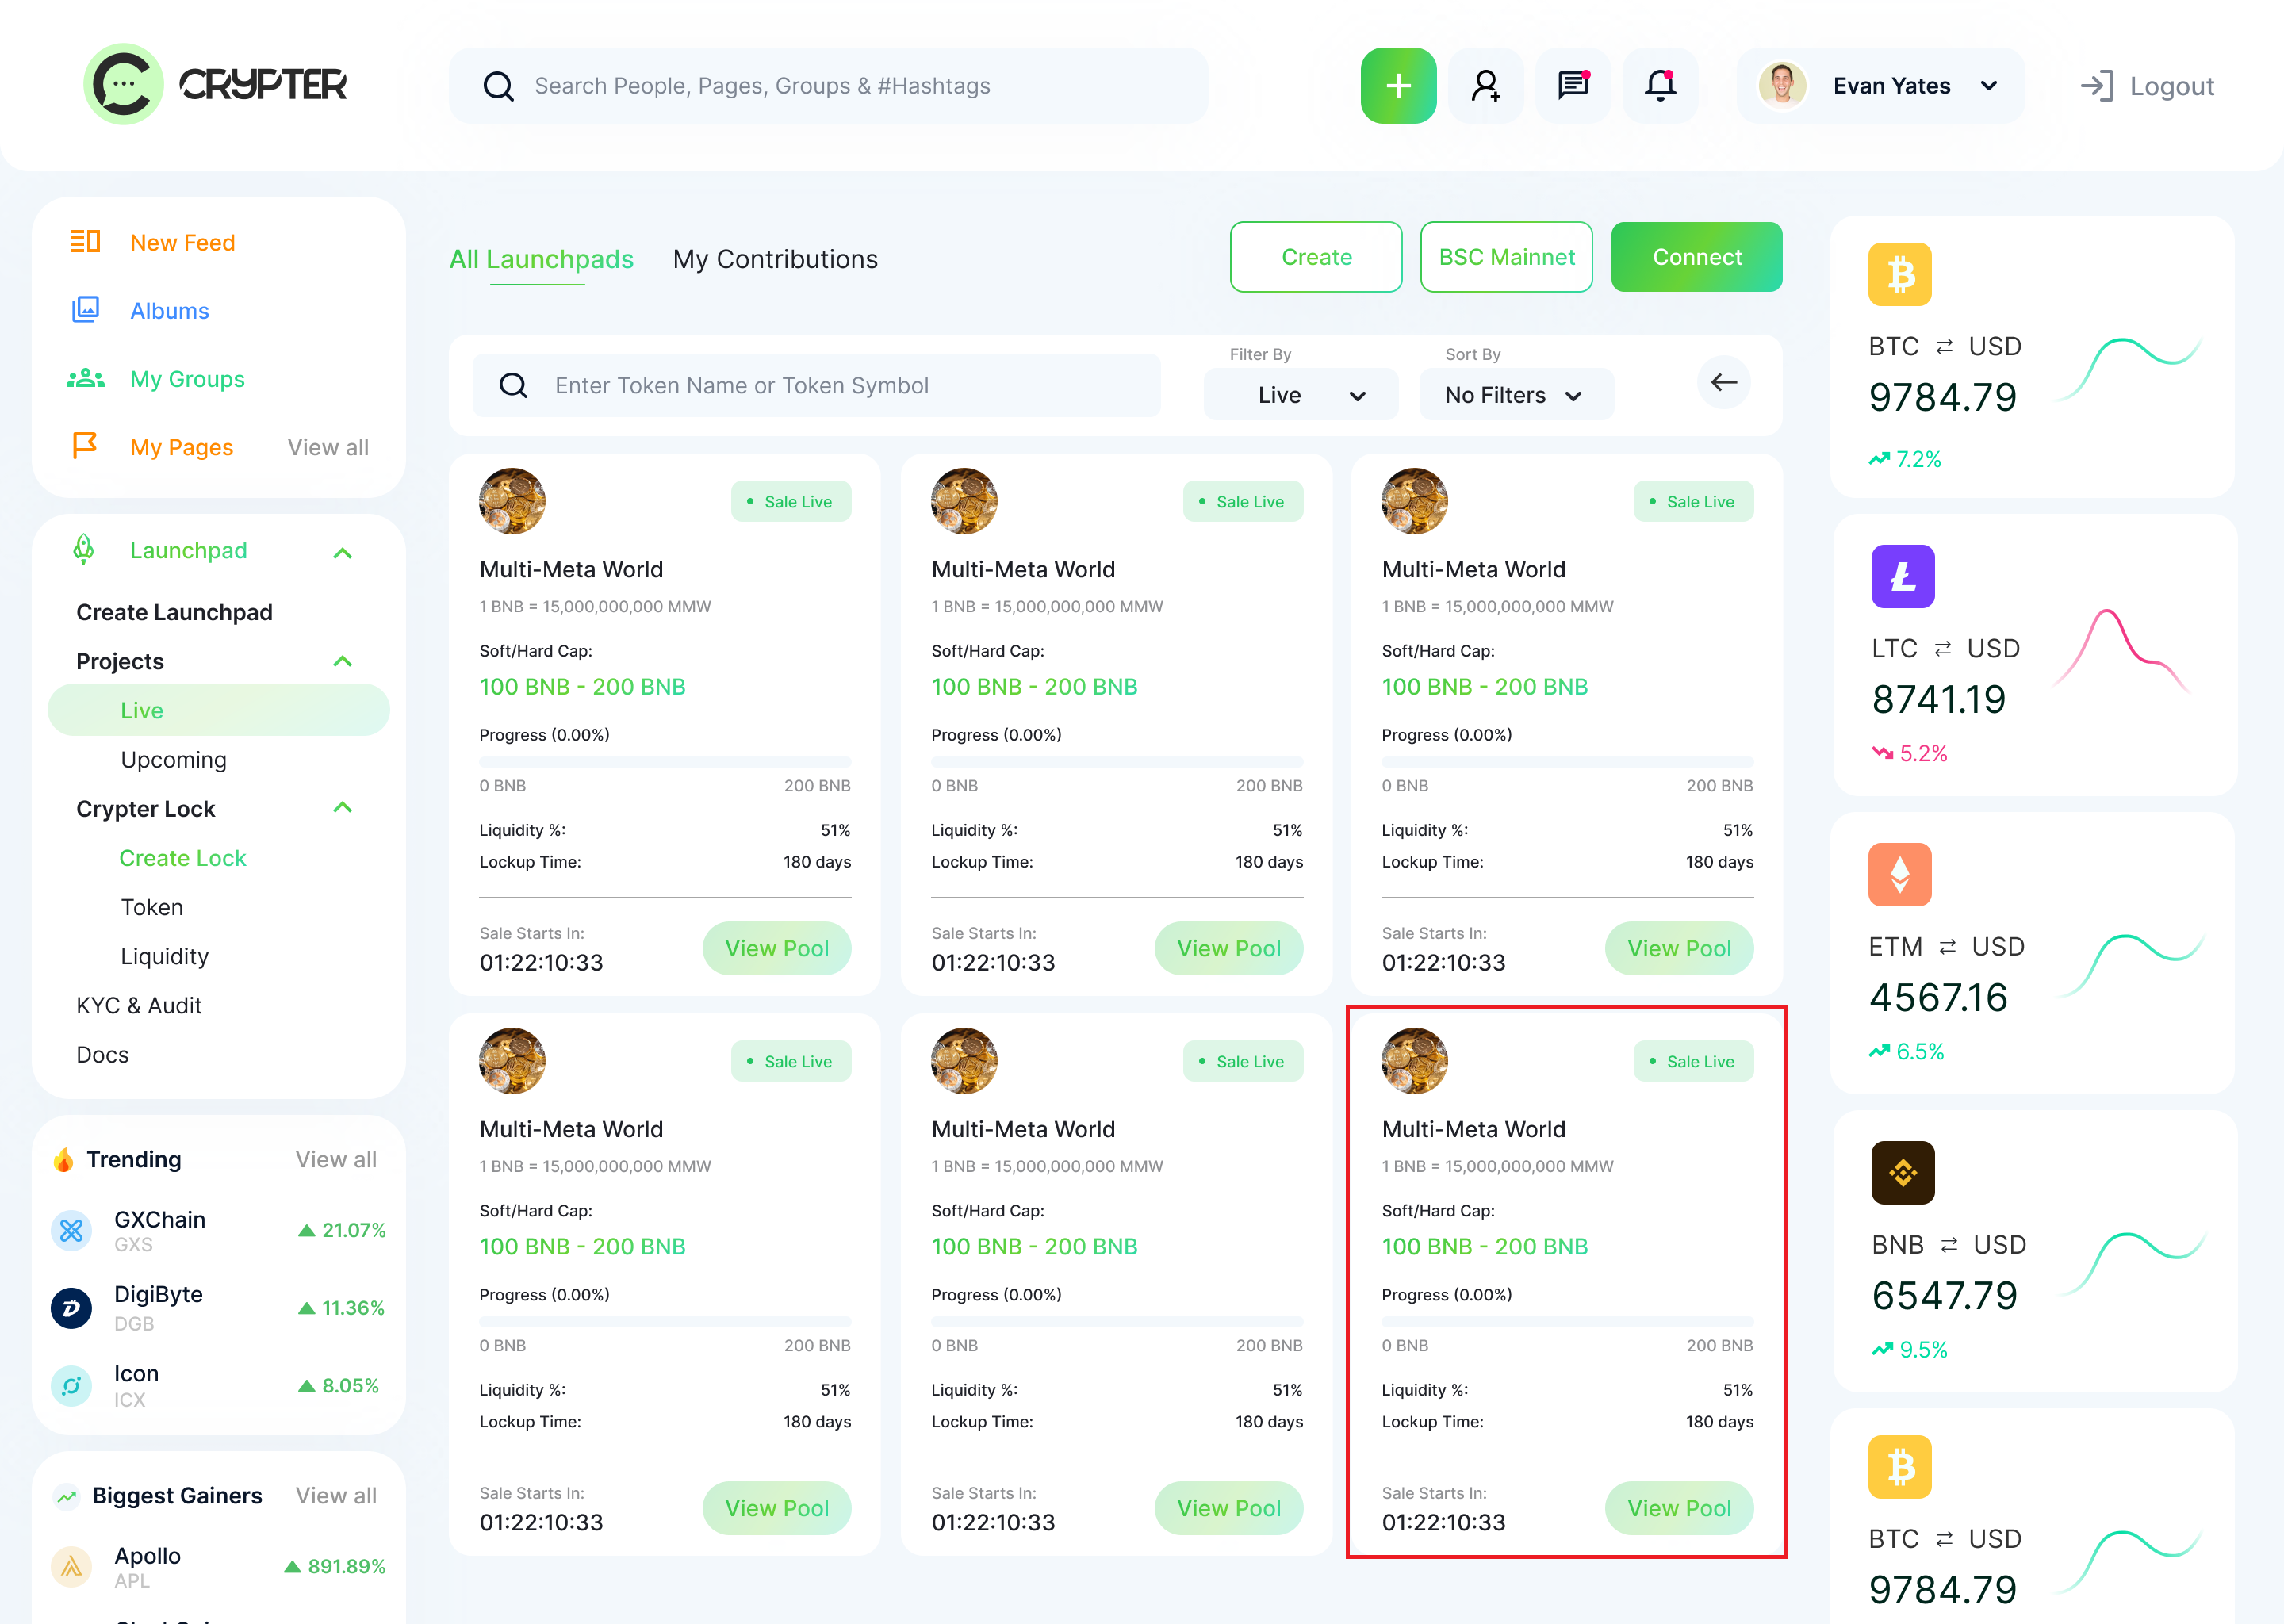 CRYPTER
Search People, Pages, Groups & #Hashtags
Evan Yates
Logout
New Feed
Albums
My Groups
My Pages
View all
Launchpad
Create Launchpad
Projects
Live
Upcoming
Crypter Lock
Create Lock
Token
Liquidity
KYC & Audit
Docs
Trending
View all
GXChain
GXS
21.07%
DigiByte
DGB
11.36%
Icon
ICX
8.05%
Biggest Gainers
View all
Apollo
APL
891.89%
All Launchpads
My Contributions
Create
BSC Mainnet
Connect
Enter Token Name or Token Symbol
Filter By
Live
Sort By
No Filters
Sale Live
Multi-Meta World
1 BNB = 15,000,000,000 MMW
Soft/Hard Cap:
100 BNB - 200 BNB
Progress (0.00%)
0 BNB 200 BNB
Liquidity %: 51%
Lockup Time: 180 days
Sale Starts In:
01:22:10:33
View Pool
Sale Live
Multi-Meta World
1 BNB = 15,000,000,000 MMW
Soft/Hard Cap:
100 BNB - 200 BNB
Progress (0.00%)
0 BNB 200 BNB
Liquidity %: 51%
Lockup Time: 180 days
Sale Starts In:
01:22:10:33
View Pool
Sale Live
Multi-Meta World
1 BNB = 15,000,000,000 MMW
Soft/Hard Cap:
100 BNB - 200 BNB
Progress (0.00%)
0 BNB 200 BNB
Liquidity %: 51%
Lockup Time: 180 days
Sale Starts In:
01:22:10:33
View Pool
Sale Live
Multi-Meta World
1 BNB = 15,000,000,000 MMW
Soft/Hard Cap:
100 BNB - 200 BNB
Progress (0.00%)
0 BNB 200 BNB
Liquidity %: 51%
Lockup Time: 180 days
Sale Starts In:
01:22:10:33
View Pool
Sale Live
Multi-Meta World
1 BNB = 15,000,000,000 MMW
Soft/Hard Cap:
100 BNB - 200 BNB
Progress (0.00%)
0 BNB 200 BNB
Liquidity %: 51%
Lockup Time: 180 days
Sale Starts In:
01:22:10:33
View Pool
Sale Live
Multi-Meta World
1 BNB = 15,000,000,000 MMW
Soft/Hard Cap:
100 BNB - 200 BNB
Progress (0.00%)
0 BNB 200 BNB
Liquidity %: 51%
Lockup Time: 180 days
Sale Starts In:
01:22:10:33
View Pool
BTC ⇄ USD
9784.79
7.2%
LTC ⇄ USD
8741.19
5.2%
ETM ⇄ USD
4567.16
6.5%
BNB ⇄ USD
6547.79
9.5%
BTC ⇄ USD
9784.79